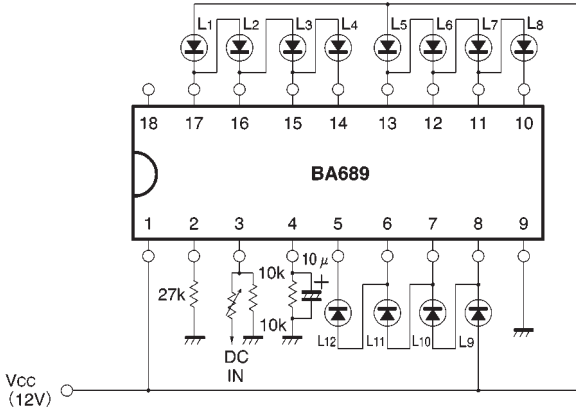 L1 L2 L3 L4 L5 L6 L7 L8
18 17 16 15 14 13 12 11 10
BA689
1 2 3 4 5 6 7 8 9
10 μ
+
27k
10k
10k
L12 L11 L10 L9
DC
IN
Vcc
(12V)